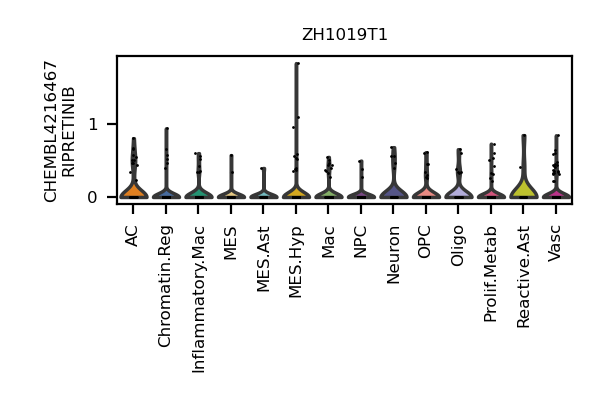 ZH1019T1
CHEMBL4216467
RIPRETINIB
1
0
AC
Chromatin.Reg
Inflammatory.Mac
MES
MES.Ast
MES.Hyp
Mac
NPC
Neuron
OPC
Oligo
Prolif.Metab
Reactive.Ast
Vasc